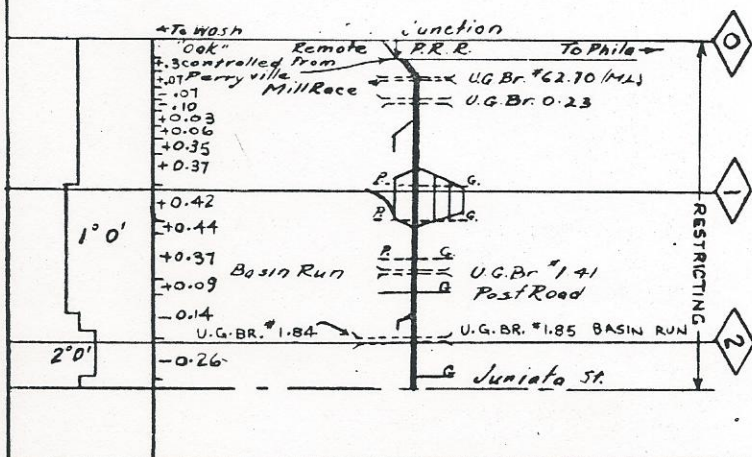 To Wash Junction
"Oak" Remote P.R.R. To Phila
.3 controlled from
+.07 Perryville
-.07 Mill Race U.G. Br. #62.70 (ML)
-.10 U.G. Br. 0.23
+0.03
+0.06
+0.35
+0.37
P. G.
+0.42
P. G.
+0.44
1°0'
+0.37 P. G.
Basin Run U.G. Br #1.41
+0.09 G Post Road
-0.14
U.G.BR. #1.84 U.G.BR. #1.85 BASIN RUN
2°0'
-0.26
G Juniata St.
RESTRICTING
0
1
2